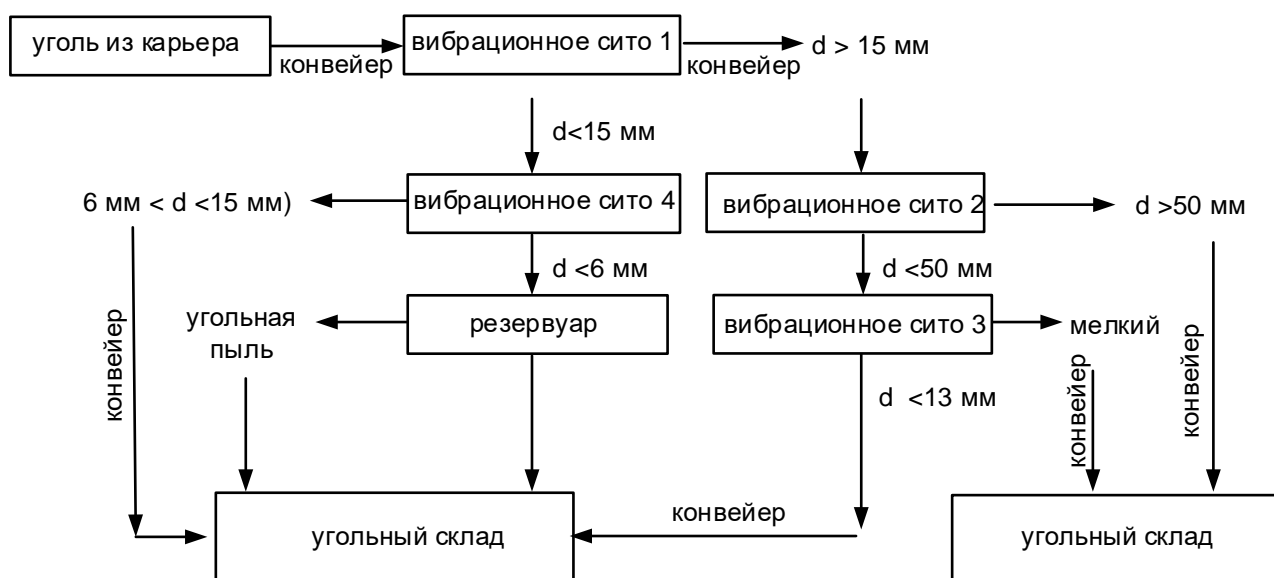 уголь из карьера
конвейер
вибрационное сито 1
конвейер
d > 15 мм
d<15 мм
6 мм < d <15 мм)
вибрационное сито 4
вибрационное сито 2
d >50 мм
d <6 мм
d <50 мм
угольная
пыль
резервуар
вибрационное сито 3
мелкий
конвейер
d <13 мм
конвейер
конвейер
конвейер
угольный склад
угольный склад